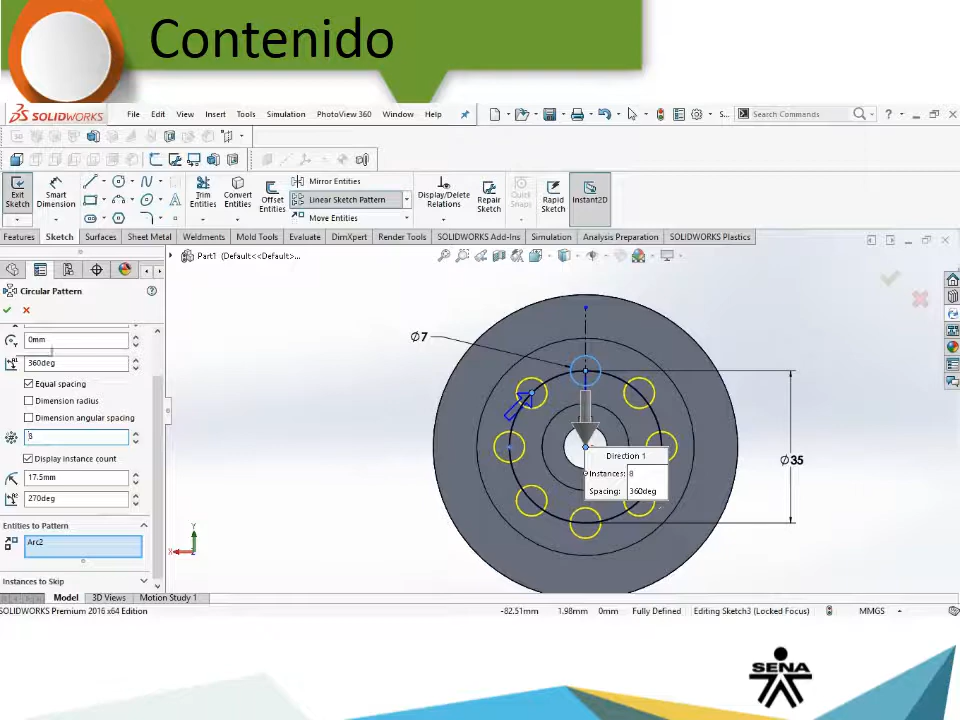 Contenido
SOLIDWORKS File Edit View Insert Tools Simulation PhotoView 360 Window Help S... Search Commands ?
Exit Sketch
Smart Dimension
Trim Entities
Convert Entities
Offset Entities
Mirror Entities
Linear Sketch Pattern
Move Entities
Display/Delete Relations
Repair Sketch
Quick Snaps
Rapid Sketch
Instant2D
Features Sketch Surfaces Sheet Metal Weldments Mold Tools Evaluate DimXpert Render Tools SOLIDWORKS Add-Ins Simulation Analysis Preparation SOLIDWORKS Plastics
Part1 (Default<<Default>...
Circular Pattern
0mm
360deg
Equal spacing
Dimension radius
Dimension angular spacing
8
Display instance count
17.5mm
270deg
Entities to Pattern
Arc2
Instances to Skip
Ø7
Ø35
Direction 1
Instances: 8
Spacing: 360deg
Y
X
Model 3D Views Motion Study 1
SOLIDWORKS Premium 2016 x64 Edition -82.51mm 1.98mm 0mm Fully Defined Editing Sketch3 (Locked Focus) MMGS
SENA